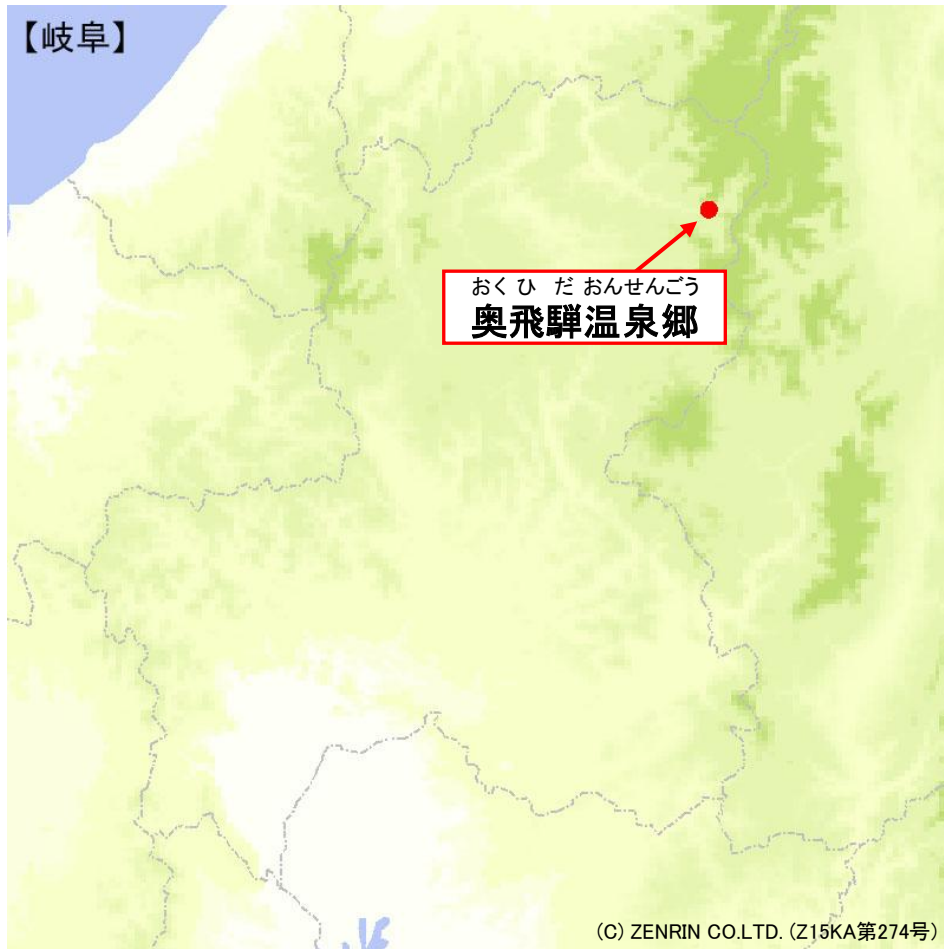 【岐阜】
おく ひ だ おんせんごう
奥飛騨温泉郷
(C) ZENRIN CO.LTD. (Z15KA第274号)